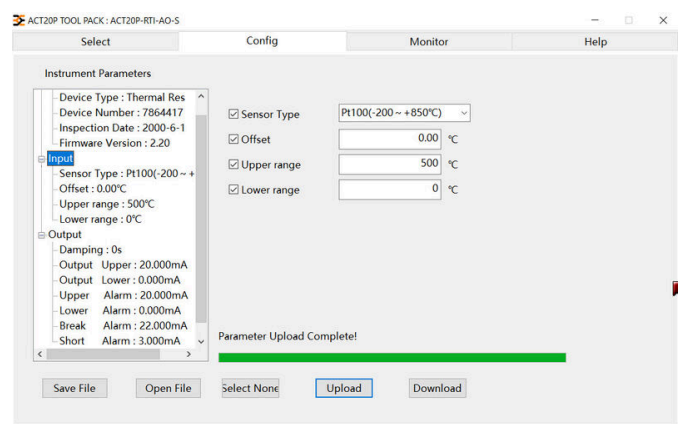 ACT20P TOOL PACK : ACT20P-RTI-AO-S
Select Config Monitor Help
Instrument Parameters
Device Type : Thermal Res
Device Number : 7864417
Inspection Date : 2000-6-1
Firmware Version : 2.20
Input
Sensor Type : Pt100(-200 ~ +
Offset : 0.00℃
Upper range : 500℃
Lower range : 0℃
Output
Damping : 0s
Output Upper : 20.000mA
Output Lower : 0.000mA
Upper Alarm : 20.000mA
Lower Alarm : 0.000mA
Break Alarm : 22.000mA
Short Alarm : 3.000mA
Sensor Type Pt100(-200 ~ +850℃)
Offset 0.00 ℃
Upper range 500 ℃
Lower range 0 ℃
Parameter Upload Complete!
Save File Open File Select None Upload Download